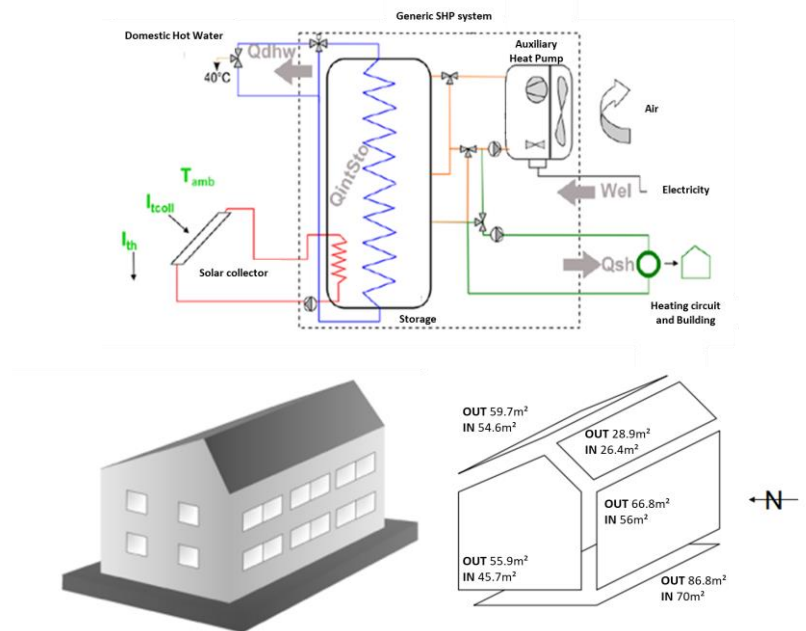 Generic SHP system
Domestic Hot Water
Qdhw
40°C
Auxiliary
Heat Pump
Air
QintSto
Tamb
Itcoll
Ith
Wel
Electricity
Solar collector
Qsh
Storage
Heating circuit
and Building
OUT 59.7m²
IN 54.6m²
OUT 28.9m²
IN 26.4m²
OUT 66.8m²
IN 56m²
N
OUT 55.9m²
IN 45.7m²
OUT 86.8m²
IN 70m²